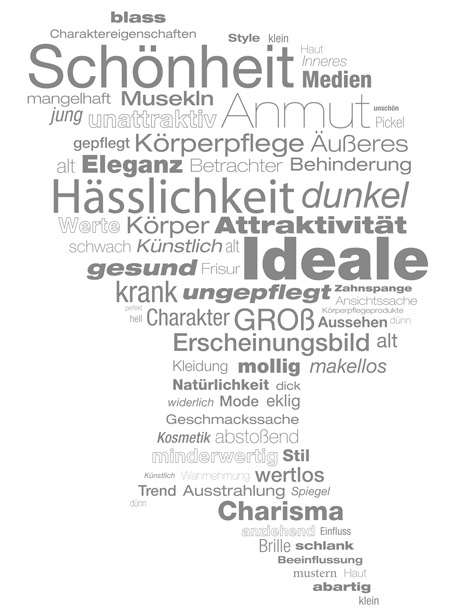 blass
Charaktereigenschaften
Style klein
Schönheit Haut
Inneres
Medien
mangelhaft Muskeln
jung unattraktiv Anmut unschön
Pickel
gepflegt Körperpflege Äußeres
alt Eleganz Betrachter Behinderung
Hässlichkeit dunkel
Werte Körper Attraktivität
schwach Künstlich alt Ideale
gesund Frisur
krank ungepflegt Zahnspange
Ansichtssache
perfekt
hell Charakter GROß Körperpflegeprodukte
Aussehen dünn
Erscheinungsbild alt
Kleidung mollig makellos
Natürlichkeit dick
widerlich Mode eklig
Geschmackssache
Kosmetik abstoßend
minderwertig Stil
Künstlich Wahrnehmung wertlos
Trend Ausstrahlung Spiegel
dünn Charisma
anziehend Einfluss
Brille schlank
Beeinflussung
mustern Haut
abartig
klein